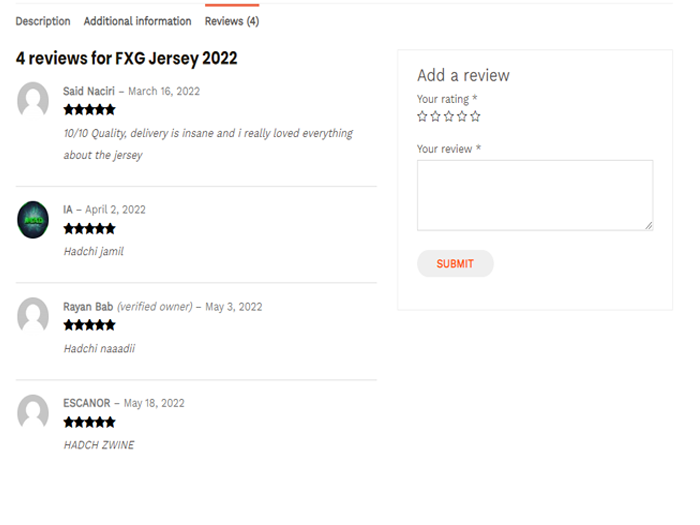 Description Additional information Reviews (4)
4 reviews for FXG Jersey 2022
Said Naciri – March 16, 2022
10/10 Quality, delivery is insane and i really loved everything
about the jersey
IA – April 2, 2022
Hadchi jamil
Rayan Bab (verified owner) – May 3, 2022
Hadchi naaadii
ESCANOR – May 18, 2022
HADCH ZWINE
Add a review
Your rating *
Your review *
SUBMIT